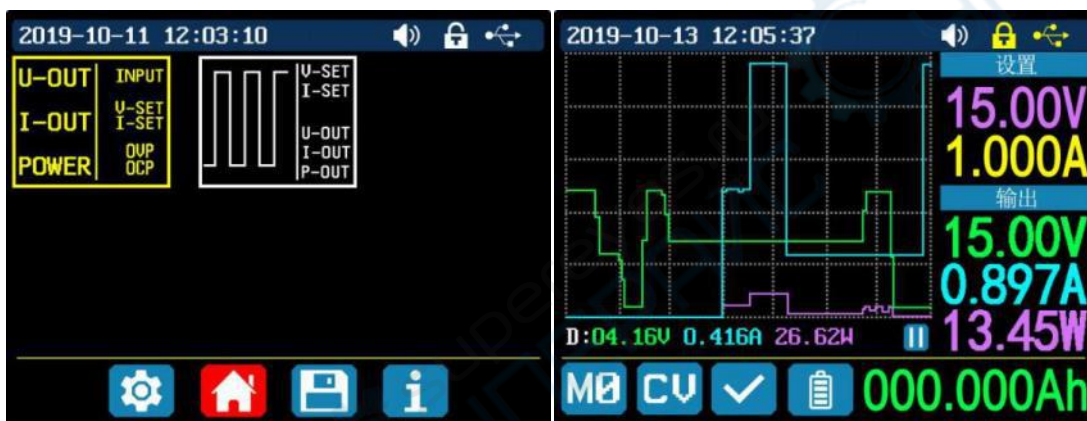 2019-10-11 12:03:10
U-OUT
I-OUT
POWER
INPUT
V-SET
I-SET
OVP
OCP
V-SET
I-SET
U-OUT
I-OUT
P-OUT
i
2019-10-13 12:05:37
设置
15.00V
1.000A
输出
15.00V
0.897A
13.45W
D:04.16V 0.416A 26.62W
M0 CV 000.000Ah